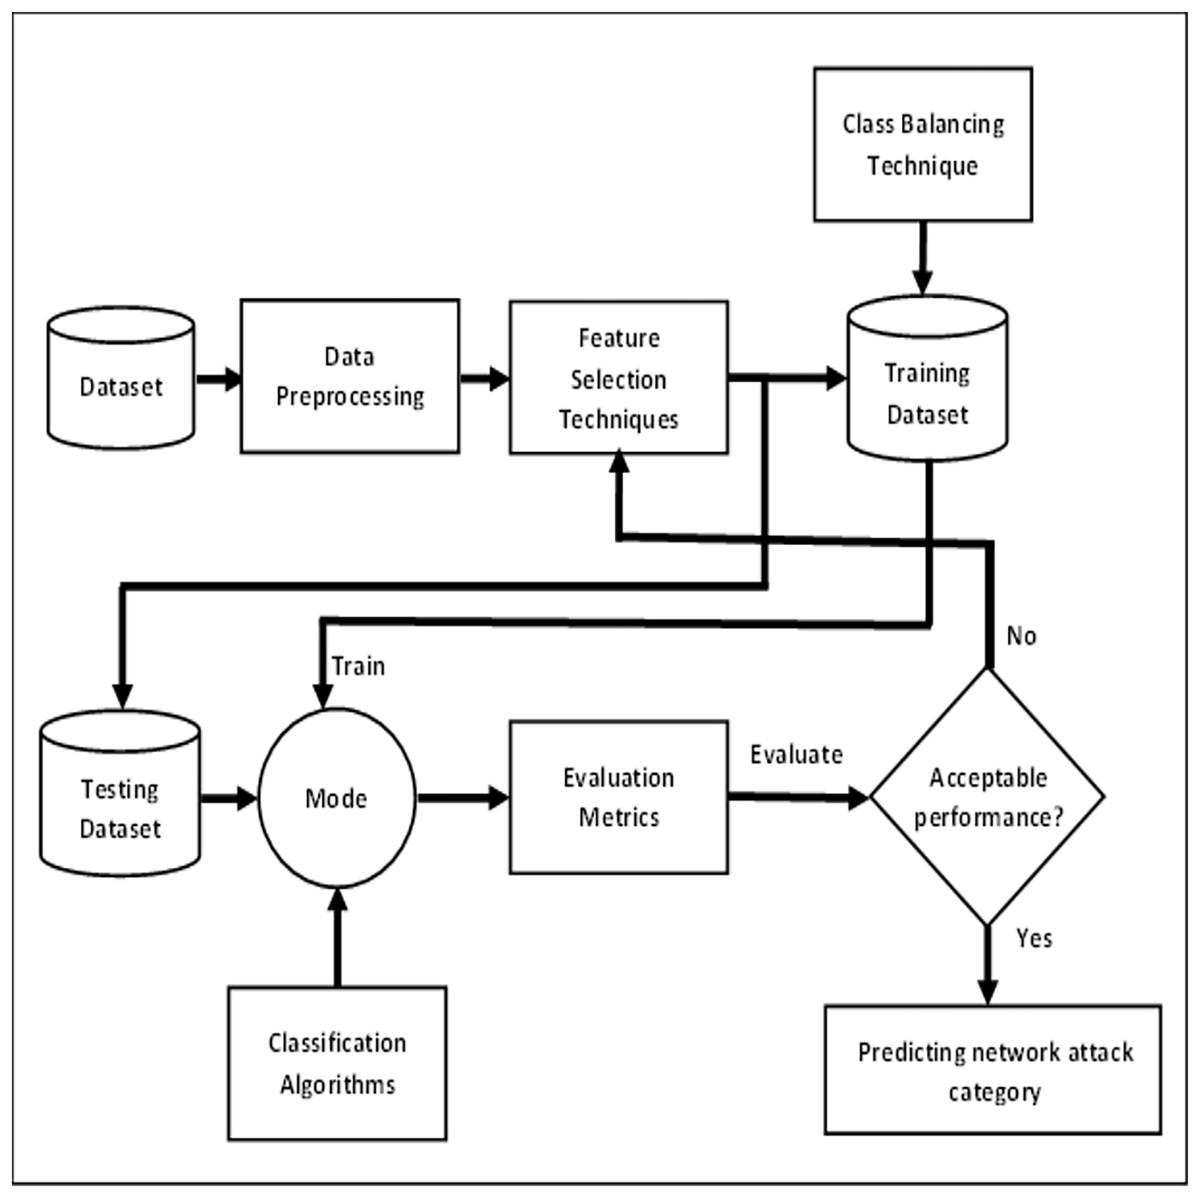 Class Balancing
Technique
Dataset
Data
Preprocessing
Feature
Selection
Techniques
Training
Dataset
No
Train
Testing
Dataset
Mode
Evaluation
Metrics
Evaluate
Acceptable
performance?
Yes
Classification
Algorithms
Predicting network attack
category